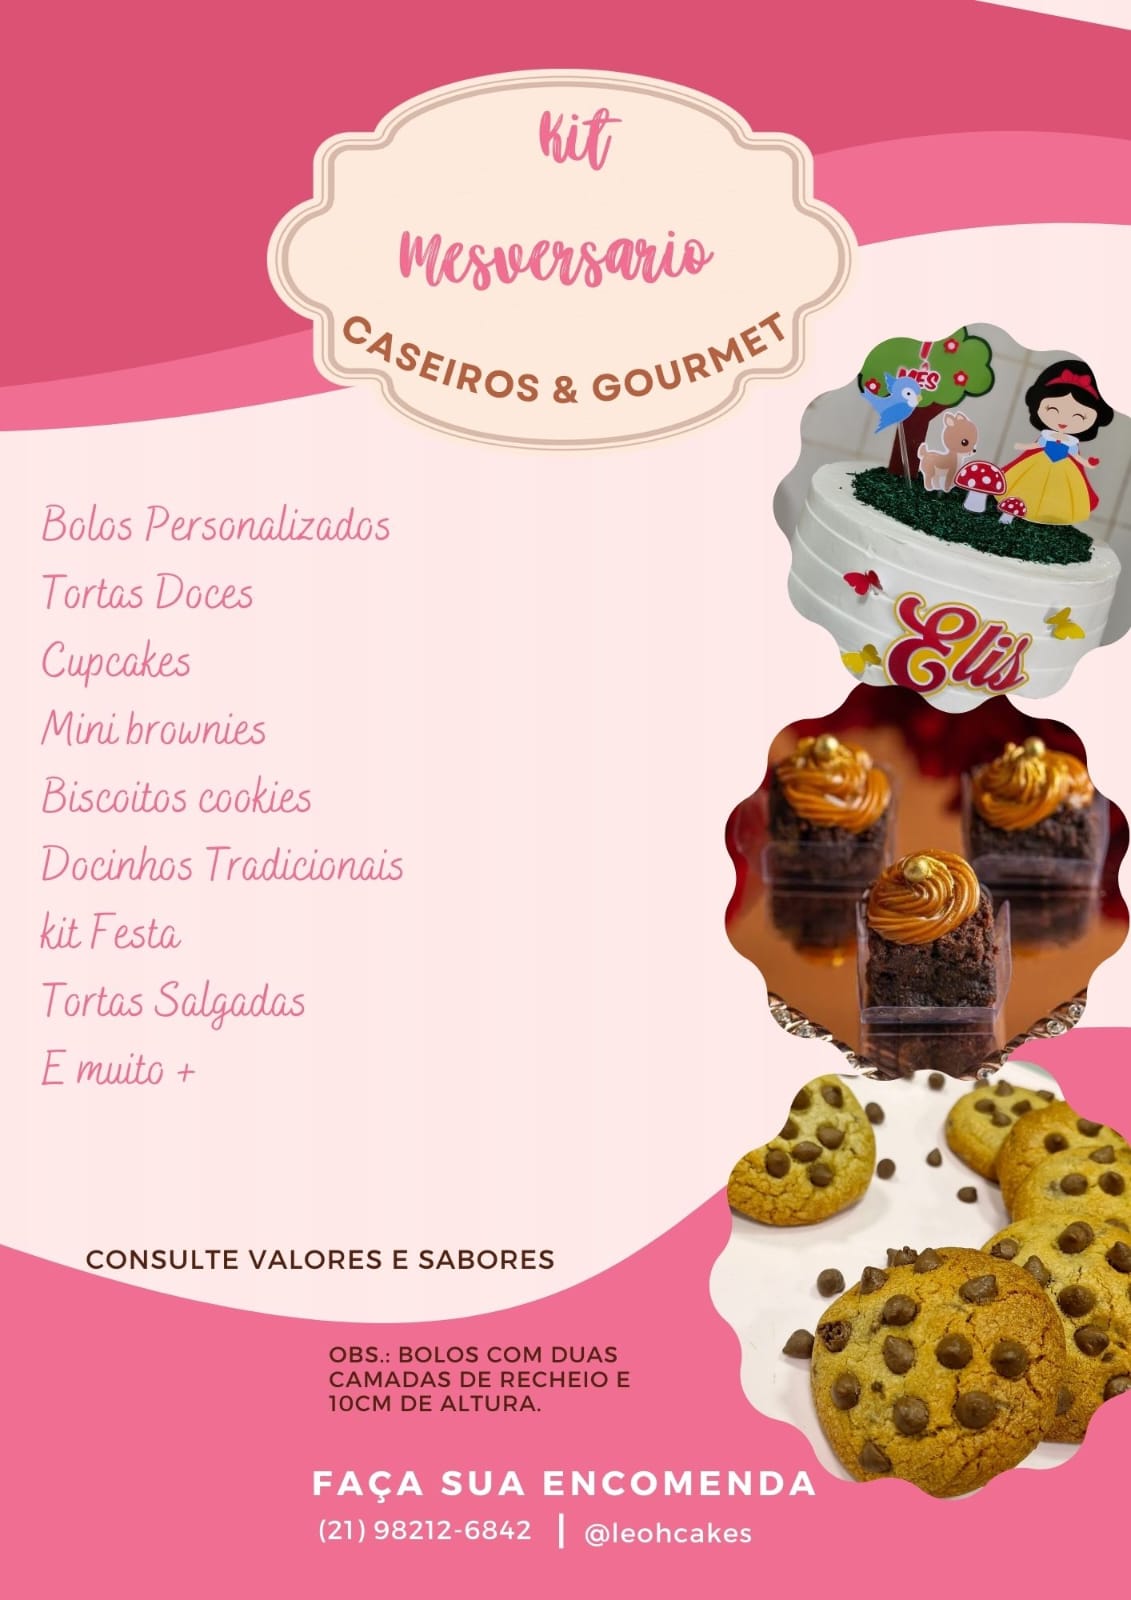 Kit
Mesversario
CASEIROS & GOURMET
1
MÊS
Elis
Bolos Personalizados
Tortas Doces
Cupcakes
Mini brownies
Biscoitos cookies
Docinhos Tradicionais
kit Festa
Tortas Salgadas
E muito +
CONSULTE VALORES E SABORES
OBS.: BOLOS COM DUAS
CAMADAS DE RECHEIO E
10CM DE ALTURA.
FAÇA SUA ENCOMENDA
(21) 98212-6842 | @leohcakes